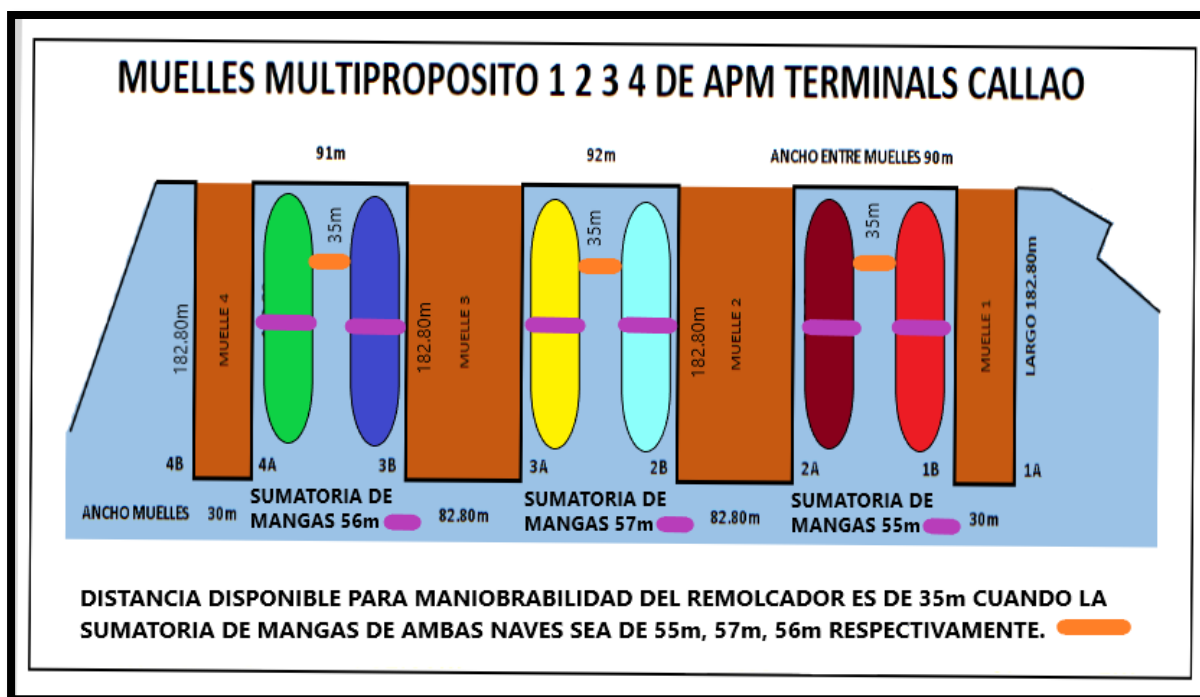 MUELLES MULTIPROPOSITO 1 2 3 4 DE APM TERMINALS CALLAO
91m
92m
ANCHO ENTRE MUELLES 90m
35m
35m
35m
182.80m
MUELLE 4
182.80m
MUELLE 3
182.80m
MUELLE 2
MUELLE 1
LARGO 182.80m
4B
4A
3B
3A
2B
2A
1B
1A
SUMATORIA DE
MANGAS 56m
SUMATORIA DE
MANGAS 57m
SUMATORIA DE
MANGAS 55m
ANCHO MUELLES
30m
82.80m
82.80m
30m
DISTANCIA DISPONIBLE PARA MANIOBRABILIDAD DEL REMOLCADOR ES DE 35m CUANDO LA
SUMATORIA DE MANGAS DE AMBAS NAVES SEA DE 55m, 57m, 56m RESPECTIVAMENTE.